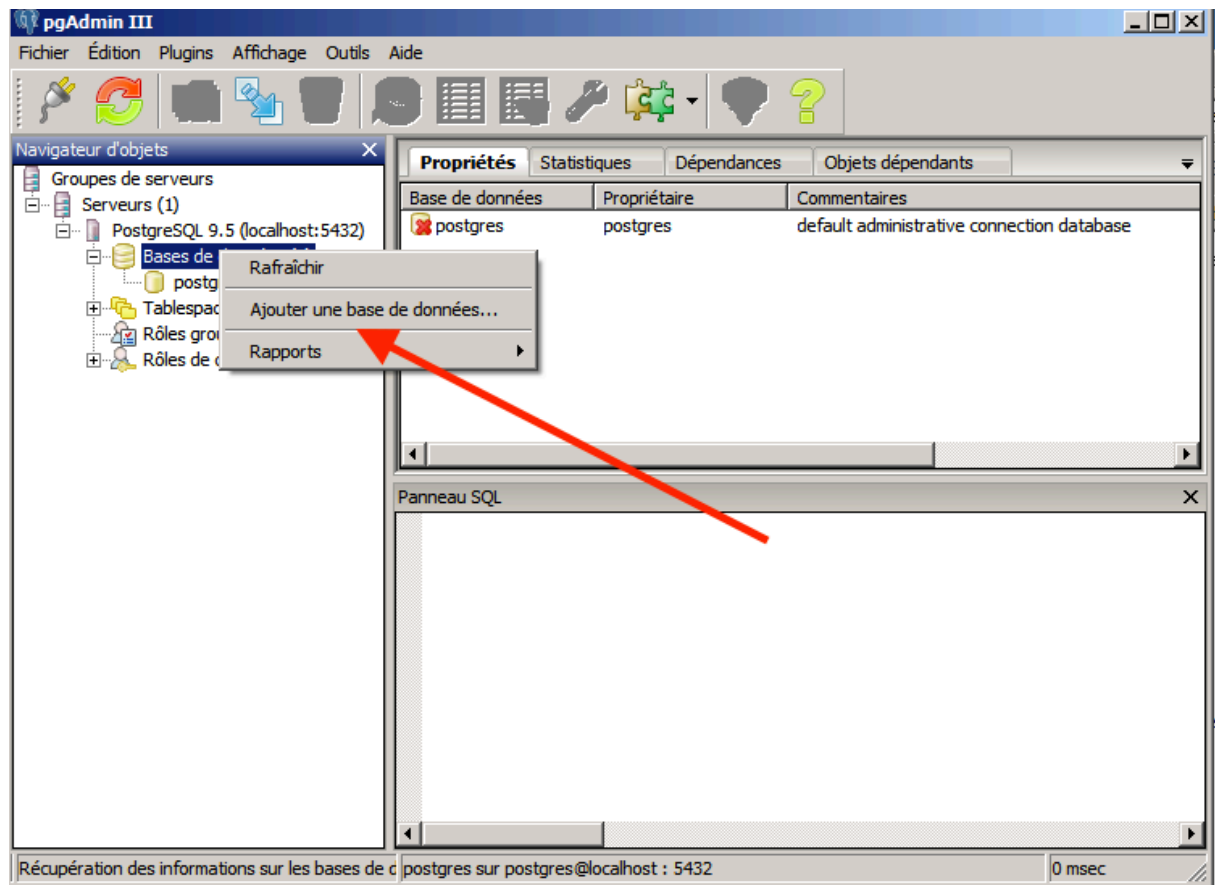 pgAdmin III
Fichier Édition Plugins Affichage Outils Aide
Navigateur d'objets
Groupes de serveurs
Serveurs (1)
PostgreSQL 9.5 (localhost:5432)
Bases de
postg
Tablespac
Rôles grou
Rôles de
Rafraîchir
Ajouter une base de données...
Rapports
Propriétés Statistiques Dépendances Objets dépendants
Base de données Propriétaire Commentaires
postgres postgres default administrative connection database
Panneau SQL
Récupération des informations sur les bases de postgres sur postgres@localhost : 5432 0 msec